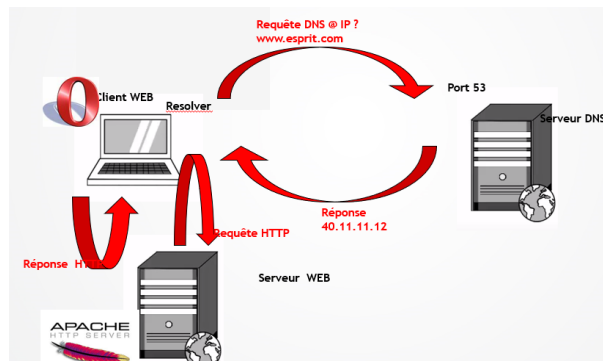 Requête DNS @ IP ?
www.esprit.com
Client WEB
Resolver
Port 53
Serveur DNS
Réponse
40.11.11.12
Requête HTTP
Réponse HTT
Serveur WEB
APACHE
HTTP SERVER